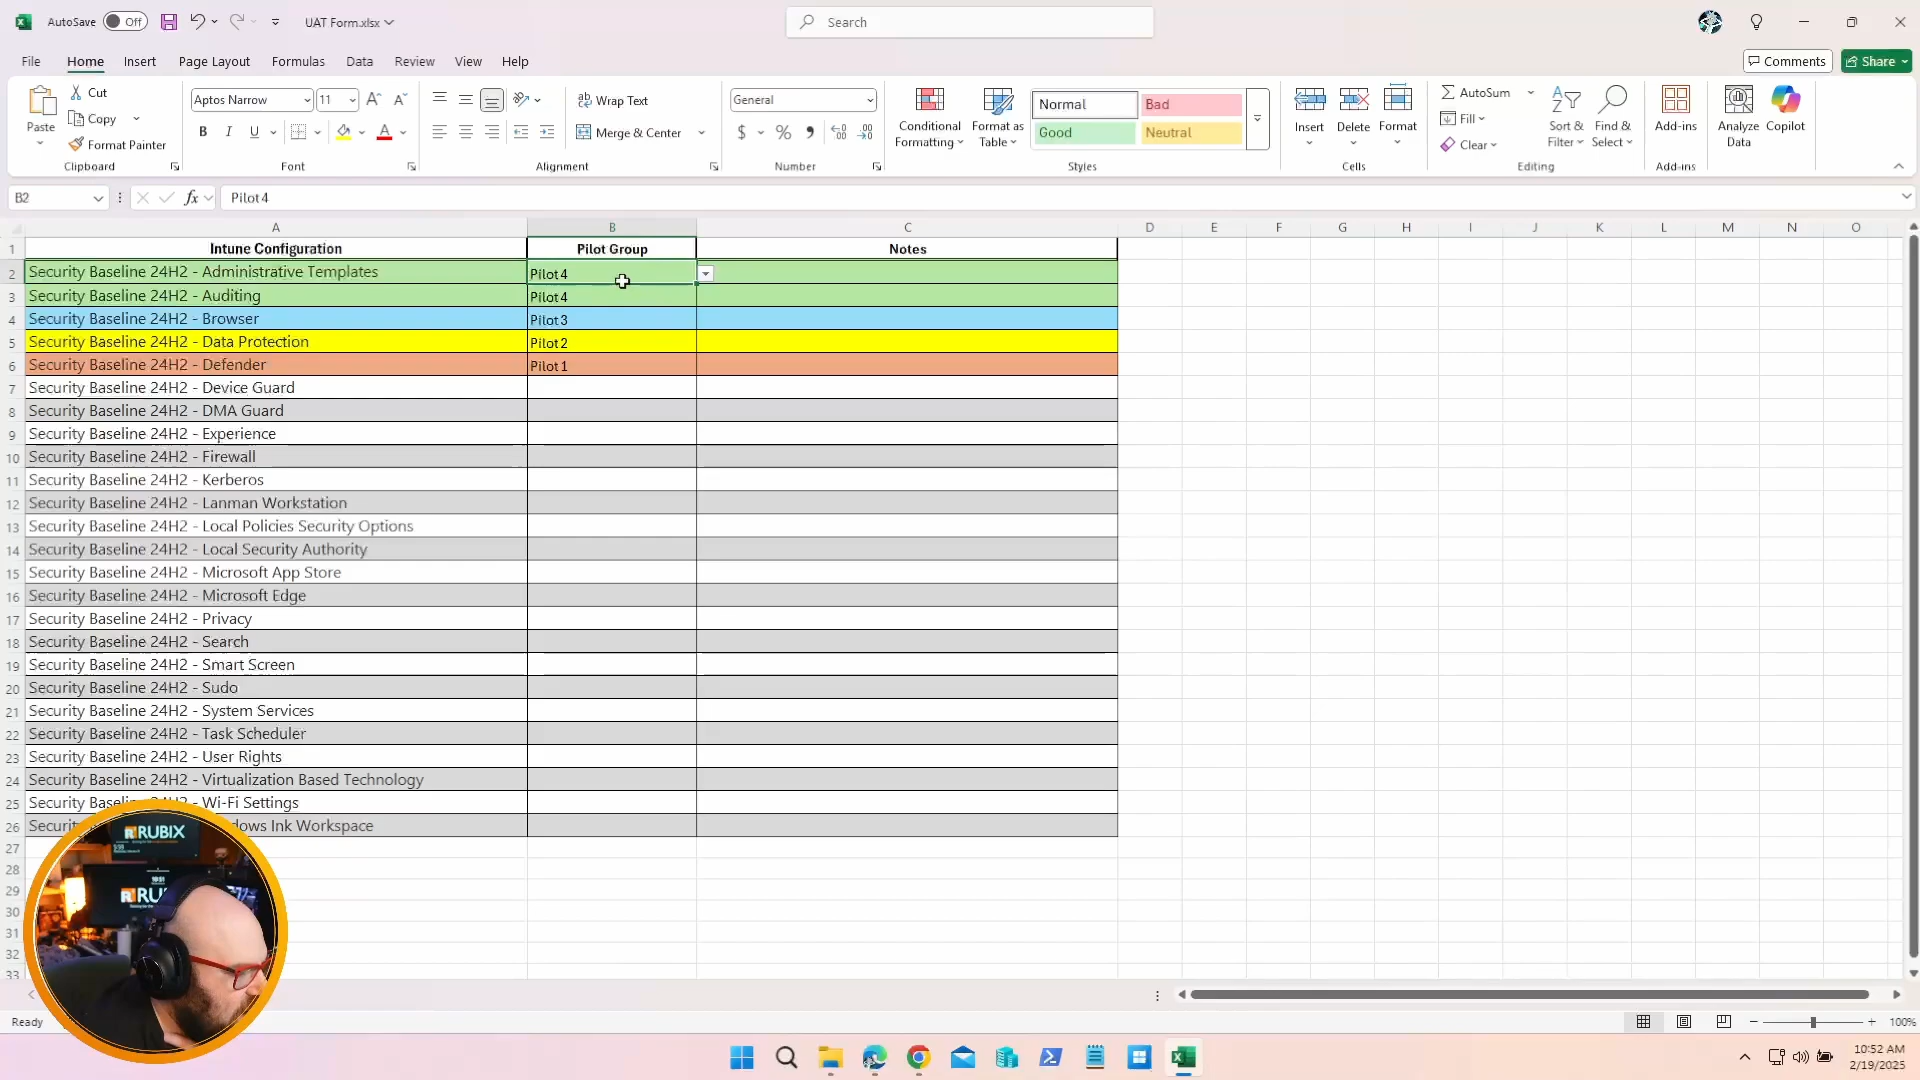 AutoSave Off UAT Form.xlsx Search
File Home Insert Page Layout Formulas Data Review View Help Comments Share
Paste Cut Copy Format Painter Clipboard
Aptos Narrow 11 B I U Font
Wrap Text Merge & Center Alignment
General $ % Number
Conditional Formatting Format as Table Normal Bad Good Neutral Styles
Insert Delete Format Cells
AutoSum Fill Clear Sort & Filter Find & Select Editing
Add-ins Add-ins
Analyze Data Copilot
B2 fx Pilot 4
A B C D E F G H I J K L M N O
1 Intune Configuration Pilot Group Notes
2 Security Baseline 24H2 - Administrative Templates Pilot 4
3 Security Baseline 24H2 - Auditing Pilot 4
4 Security Baseline 24H2 - Browser Pilot 3
5 Security Baseline 24H2 - Data Protection Pilot 2
6 Security Baseline 24H2 - Defender Pilot 1
7 Security Baseline 24H2 - Device Guard
8 Security Baseline 24H2 - DMA Guard
9 Security Baseline 24H2 - Experience
10 Security Baseline 24H2 - Firewall
11 Security Baseline 24H2 - Kerberos
12 Security Baseline 24H2 - Lanman Workstation
13 Security Baseline 24H2 - Local Policies Security Options
14 Security Baseline 24H2 - Local Security Authority
15 Security Baseline 24H2 - Microsoft App Store
16 Security Baseline 24H2 - Microsoft Edge
17 Security Baseline 24H2 - Privacy
18 Security Baseline 24H2 - Search
19 Security Baseline 24H2 - Smart Screen
20 Security Baseline 24H2 - Sudo
21 Security Baseline 24H2 - System Services
22 Security Baseline 24H2 - Task Scheduler
23 Security Baseline 24H2 - User Rights
24 Security Baseline 24H2 - Virtualization Based Technology
25 - Wi-Fi Settings
26 Workspace
27
28
29
30
31
32
33
RUBIX
Ready 100%
10:52 AM
2/19/2025